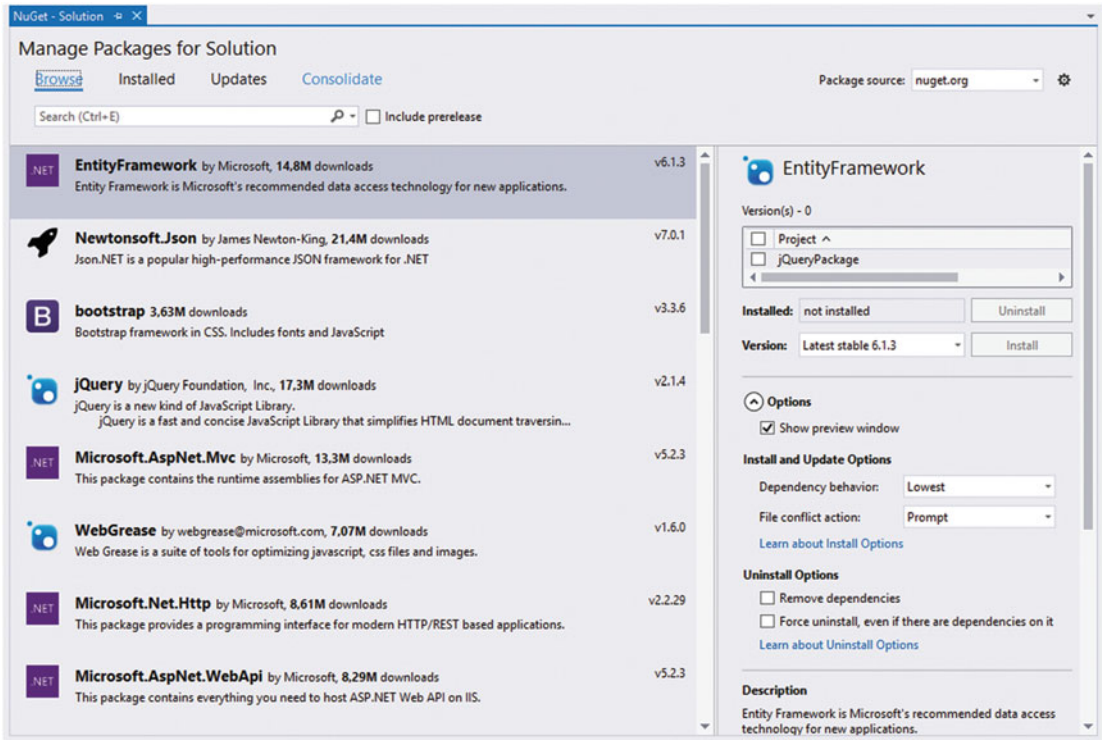 NuGet - Solution
Manage Packages for Solution
Browse Installed Updates Consolidate
Package source: nuget.org
Search (Ctrl+E) Include prerelease
.NET
EntityFramework by Microsoft, 14,8M downloads v6.1.3
Entity Framework is Microsoft's recommended data access technology for new applications.
Newtonsoft.Json by James Newton-King, 21,4M downloads v7.0.1
Json.NET is a popular high-performance JSON framework for .NET
B
bootstrap 3,63M downloads v3.3.6
Bootstrap framework in CSS. Includes fonts and JavaScript
jQuery by jQuery Foundation, Inc., 17,3M downloads v2.1.4
jQuery is a new kind of JavaScript Library.
jQuery is a fast and concise JavaScript Library that simplifies HTML document traversin...
.NET
Microsoft.AspNet.Mvc by Microsoft, 13,3M downloads v5.2.3
This package contains the runtime assemblies for ASP.NET MVC.
WebGrease by webgrease@microsoft.com, 7,07M downloads v1.6.0
Web Grease is a suite of tools for optimizing javascript, css files and images.
.NET
Microsoft.Net.Http by Microsoft, 8,61M downloads v2.2.29
This package provides a programming interface for modern HTTP/REST based applications.
.NET
Microsoft.AspNet.WebApi by Microsoft, 8,29M downloads v5.2.3
This package contains everything you need to host ASP.NET Web API on IIS.
EntityFramework
Version(s) - 0
Project
jQueryPackage
Installed: not installed Uninstall
Version: Latest stable 6.1.3 Install
Options
Show preview window
Install and Update Options
Dependency behavior: Lowest
File conflict action: Prompt
Learn about Install Options
Uninstall Options
Remove dependencies
Force uninstall, even if there are dependencies on it
Learn about Uninstall Options
Description
Entity Framework is Microsoft's recommended data access
technology for new applications.